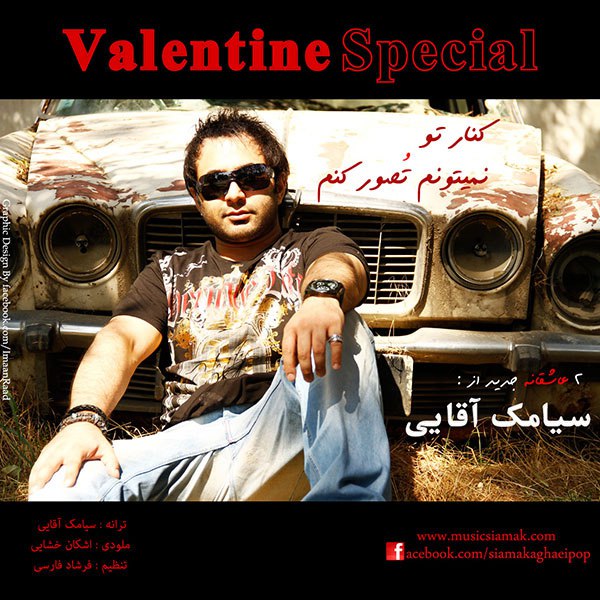 Valentine Special
کنار تو
نمیتونم تُصور کنم
Graphic Design By facebook.com/ImaanRaad
۲ عاشقانه جدید از :
سیامک آقایی
ترانه : سیامک آقایی
ملودی : اشکان خشایی
تنظیم : فرشاد فارسی
www.musicsiamak.com
facebook.com/siamakaghaeipop